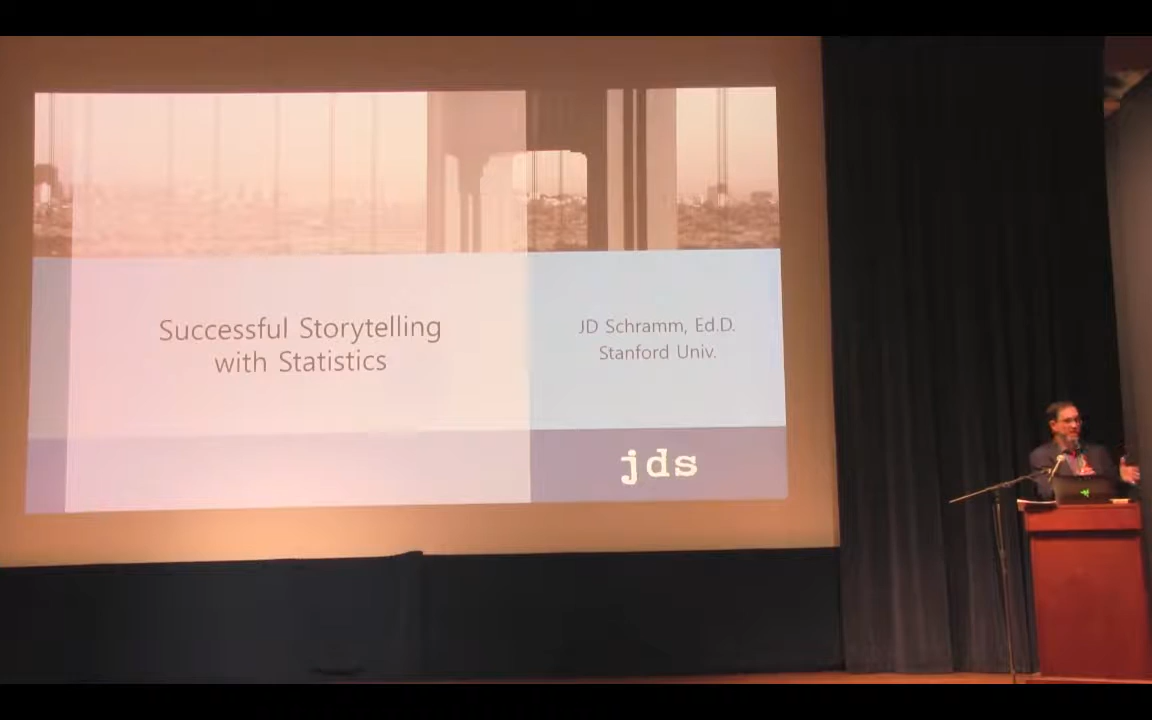 Successful Storytelling
with Statistics
JD Schramm, Ed.D.
Stanford Univ.
jds